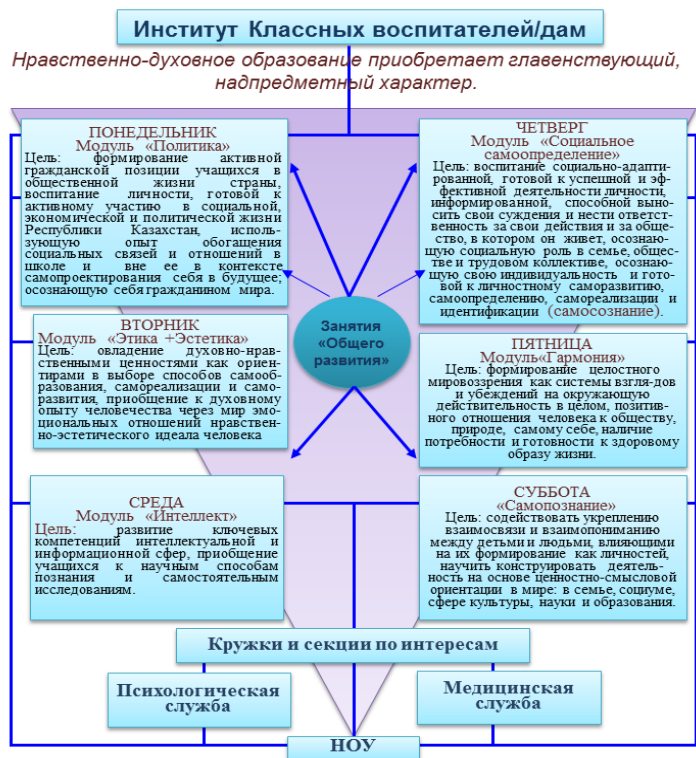 Институт Классных воспитателей/дам
Нравственно-духовное образование приобретает главенствующий,
надпредметный характер.
ПОНЕДЕЛЬНИК
Модуль «Политика»
Цель: формирование активной
гражданской позиции учащихся в
общественной жизни страны,
воспитание личности, готовой к
активному участию в социальной,
экономической и политической жизни
Республики Казахстан, исполь-
зующую опыт обогащения
социальных связей и отношений в
школе и вне ее в контексте
самопроектирования себя в будущее;
осознающую себя гражданином мира.
ВТОРНИК
Модуль «Этика +Эстетика»
Цель: овладение духовно-нрав-
ственными ценностями как ориен-
тирами в выборе способов самооб-
разования, самореализации и само-
развития, приобщение к духовному
опыту человечества через мир эмо-
циональных отношений нравствен-
но-эстетического идеала человека
СРЕДА
Модуль «Интеллект»
Цель: развитие ключевых
компетенций интеллектуальной и
информационной сфер, приобщение
учащихся к научным способам
познания и самостоятельным
исследованиям.
Занятия
«Общего
развития»
ЧЕТВЕРГ
Модуль «Социальное
самоопределение»
Цель: воспитание социально-адапти-
рованной, готовой к успешной и эф-
фективной деятельности личности,
информированной, способной выно-
сить свои суждения и нести ответст-
венность за свои действия и за об-
щество, в котором он живет, осознаю-
щую социальную роль в семье, общес-
тве и трудовом коллективе, осознаю-
щую свою индивидуальность и гото-
вой к личностному саморазвитию,
самоопределению, самореализации и
идентификации (самосознание).
ПЯТНИЦА
Модуль«Гармония»
Цель: формирование целостного
мировоззрения как системы взгля-дов
и убеждений на окружающую
действительность в целом, позитив-
ного отношения человека к обществу,
природе, самому себе, наличие
потребности и готовности к здоровому
образу жизни.
СУББОТА
«Самопознание»
Цель: содействовать укреплению
взаимосвязи и взаимопониманию
между детьми и людьми, влияющими
на их формирование как личностей,
научить конструировать деятель-
ность на основе ценностно-смысловой
ориентации в мире: в семье, социуме,
сфере культуры, науки и образования.
Кружки и секции по интересам
Психологическая
служба
Медицинская
служба
НОУ